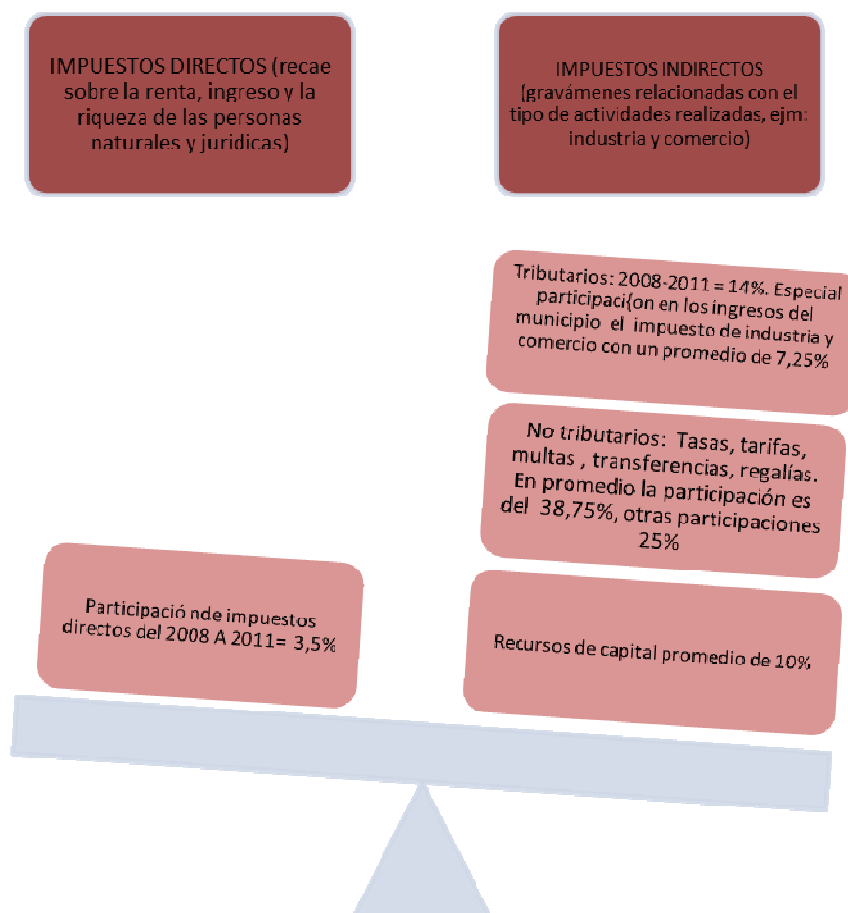 IMPUESTOS DIRECTOS (recae
sobre la renta, ingreso y la
riqueza de las personas
naturales y juridicas)
IMPUESTOS INDIRECTOS
(gravámenes relacionadas con el
tipo de actividades realizadas, ejm:
industria y comercio)
Tributarios: 2008-2011 = 14%. Especial
participaci{on en los ingresos del
municipio el impuesto de industria y
comercio con un promedio de 7,25%
No tributarios: Tasas, tarifas,
multas , transferencias, regalías.
En promedio la participación es
del 38,75%, otras participaciones
25%
Participació nde impuestos
directos del 2008 A 2011= 3,5%
Recursos de capital promedio de 10%